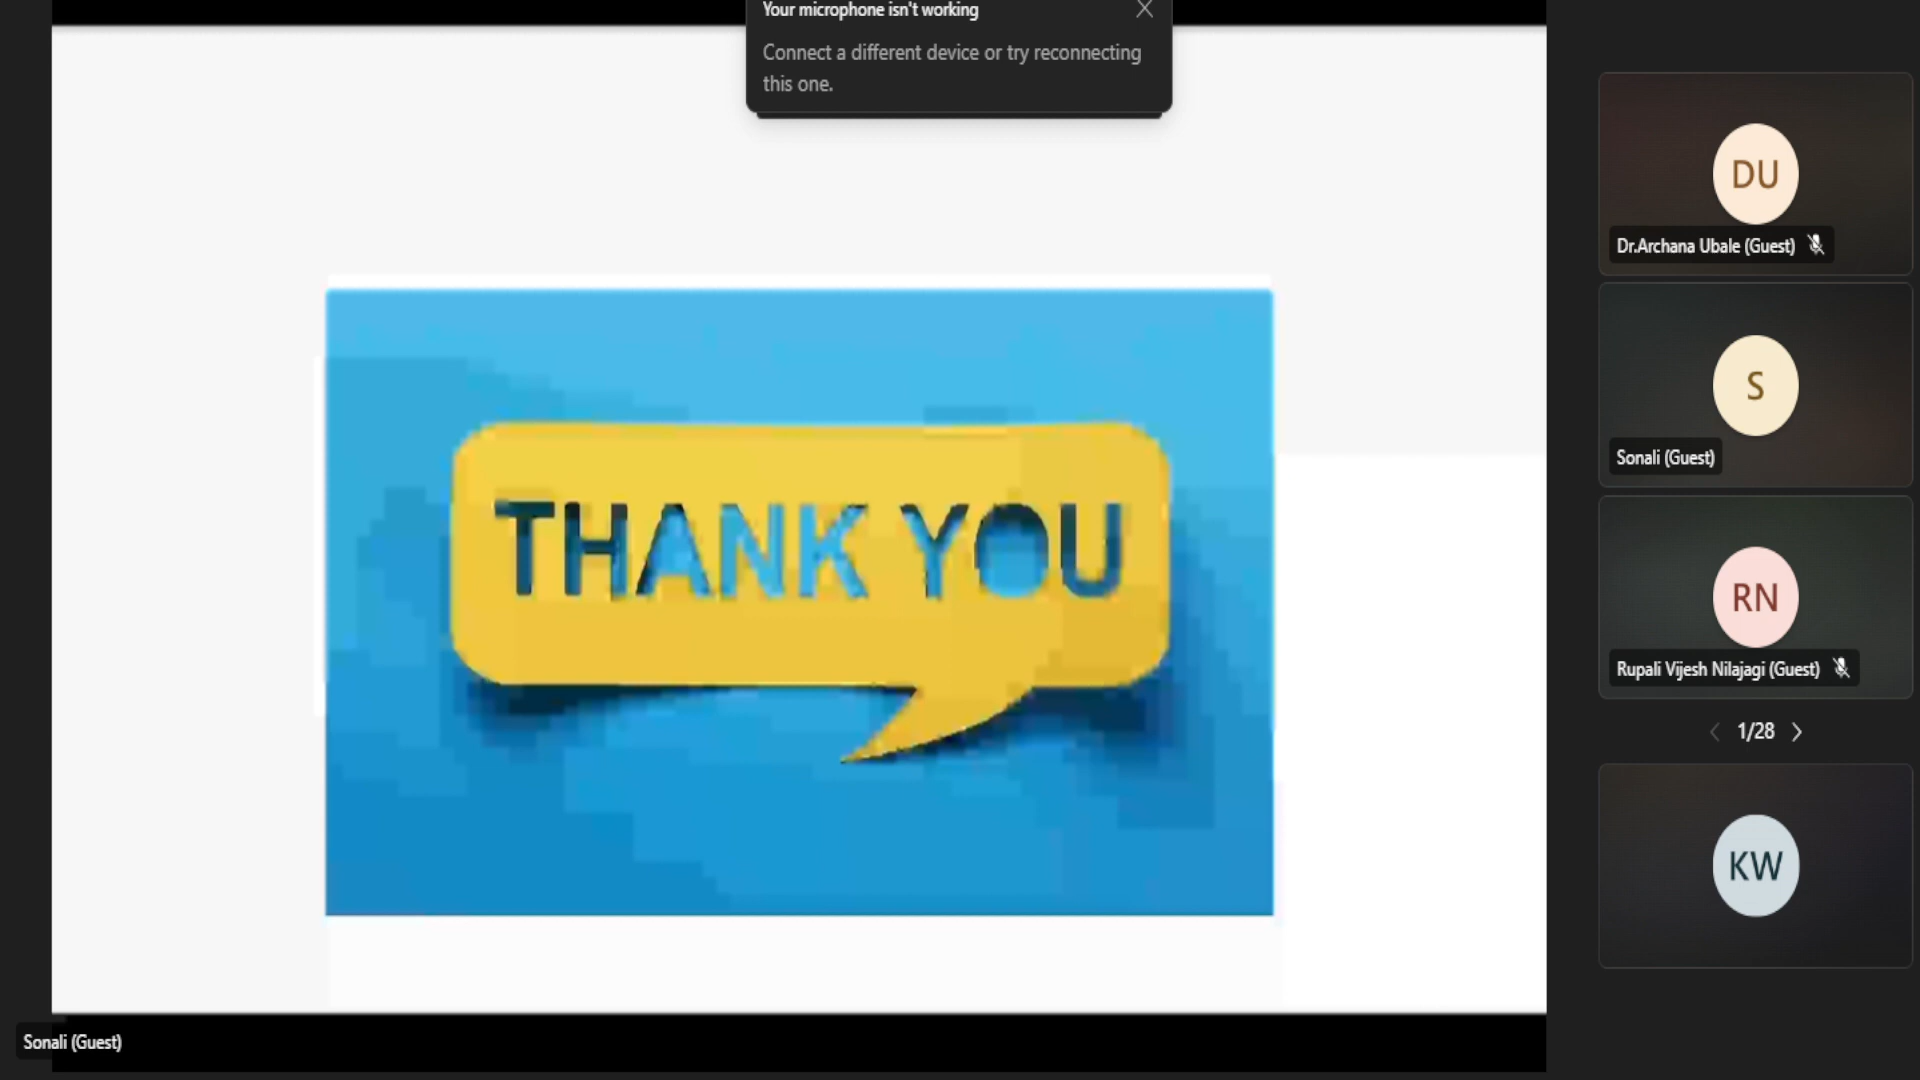 Your microphone isn't working
Connect a different device or try reconnecting
this one.
THANK YOU
DU
Dr.Archana Ubale (Guest)
S
Sonali (Guest)
RN
Rupali Vijesh Nilajagi (Guest)
1/28
KW
Sonali (Guest)